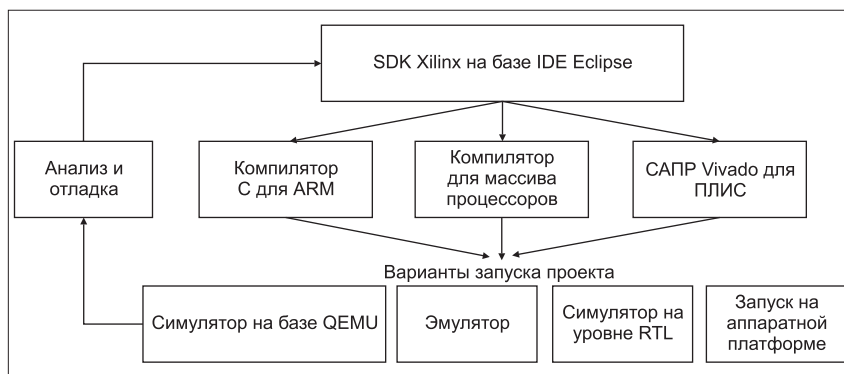 SDK Xilinx на базе IDE Eclipse
Анализ и
отладка
Компилятор
С для ARM
Компилятор
для массива
процессоров
САПР Vivado для
ПЛИС
Варианты запуска проекта
Симулятор на базе QEMU
Эмулятор
Симулятор на
уровне RTL
Запуск на
аппаратной
платформе